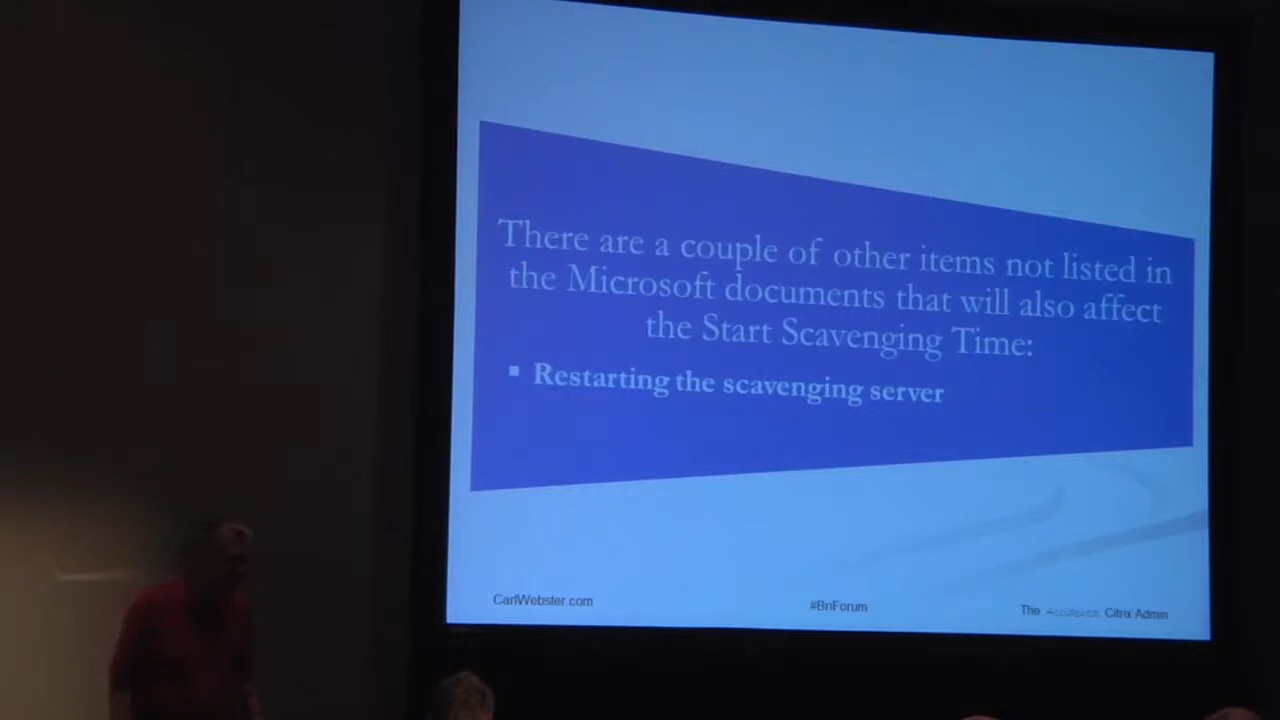 There are a couple of other items not listed in
the Microsoft documents that will also affect
the Start Scavenging Time:
▪ Restarting the scavenging server
CarlWebster.com
#BriForum
The Accidental Citrix Admin